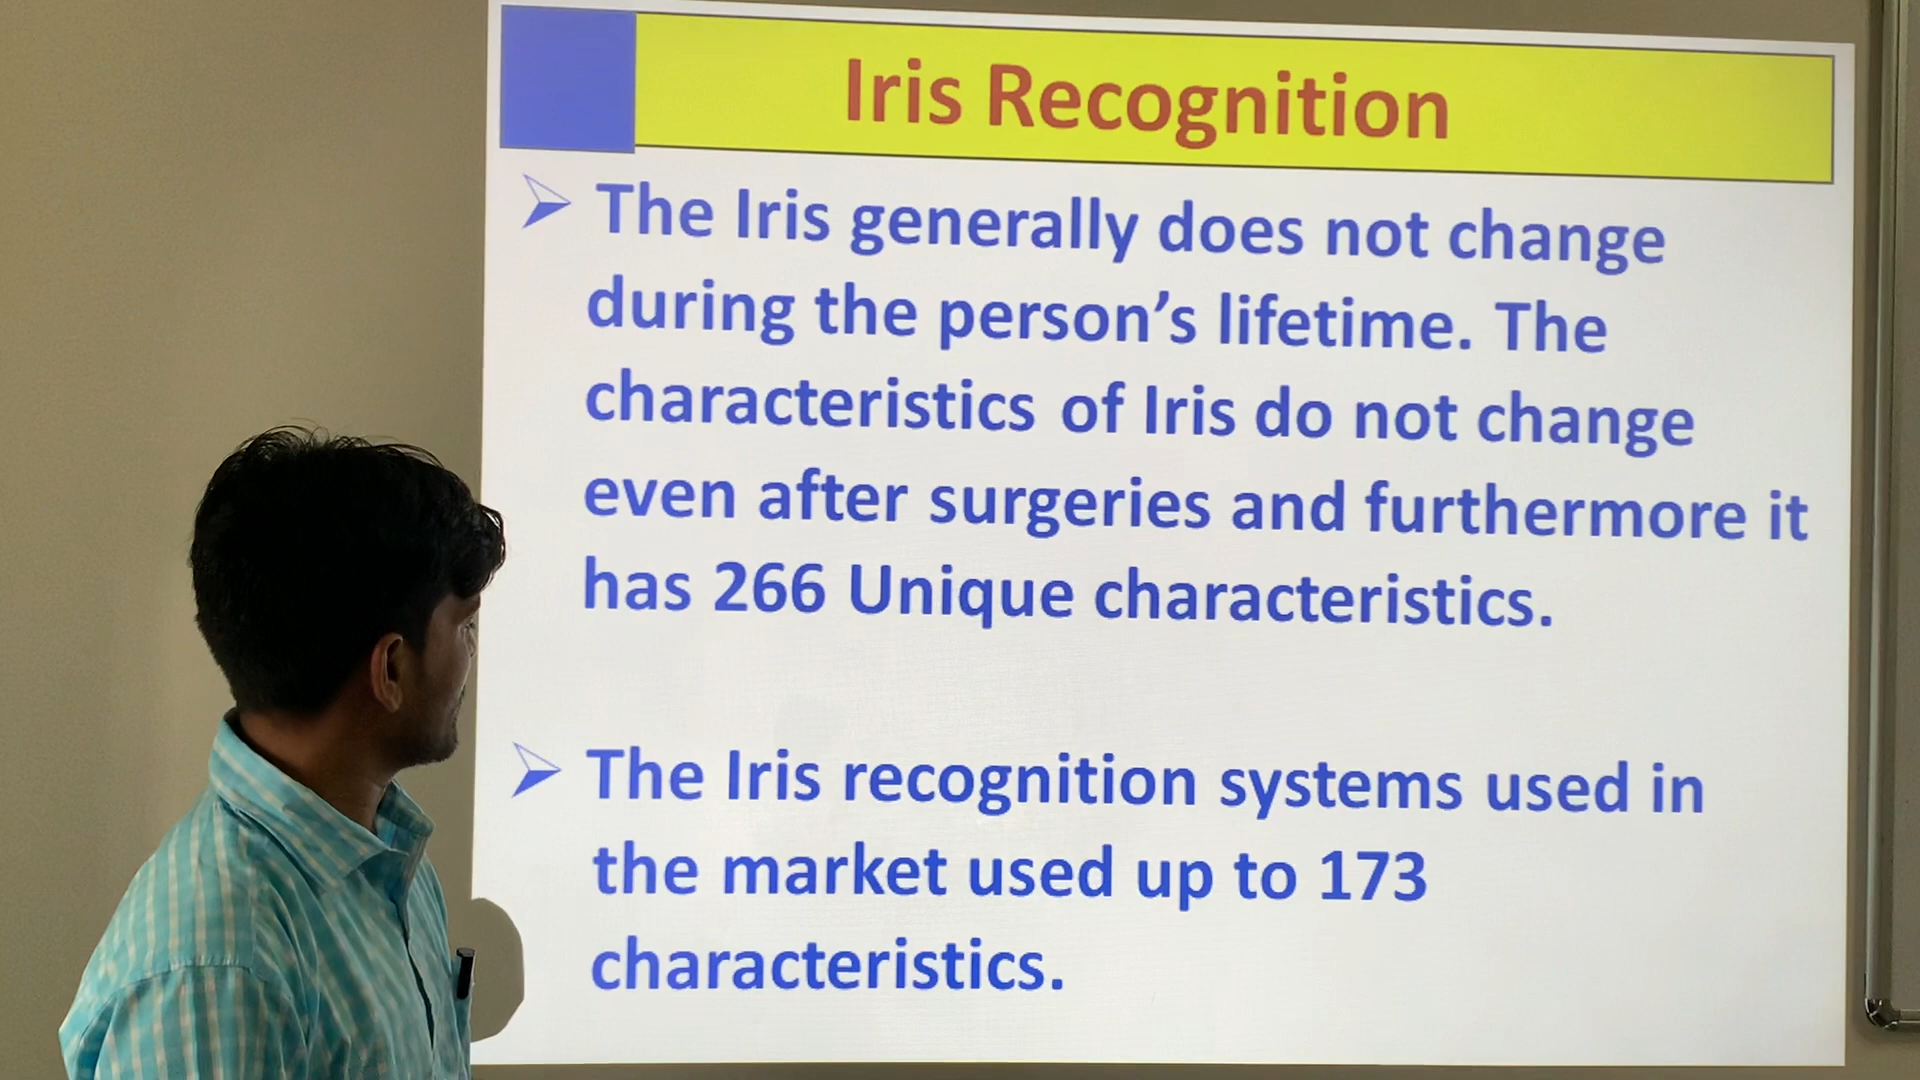 Iris Recognition
The Iris generally does not change
during the person’s lifetime. The
characteristics of Iris do not change
even after surgeries and furthermore it
has 266 Unique characteristics.
The Iris recognition systems used in
the market used up to 173
characteristics.